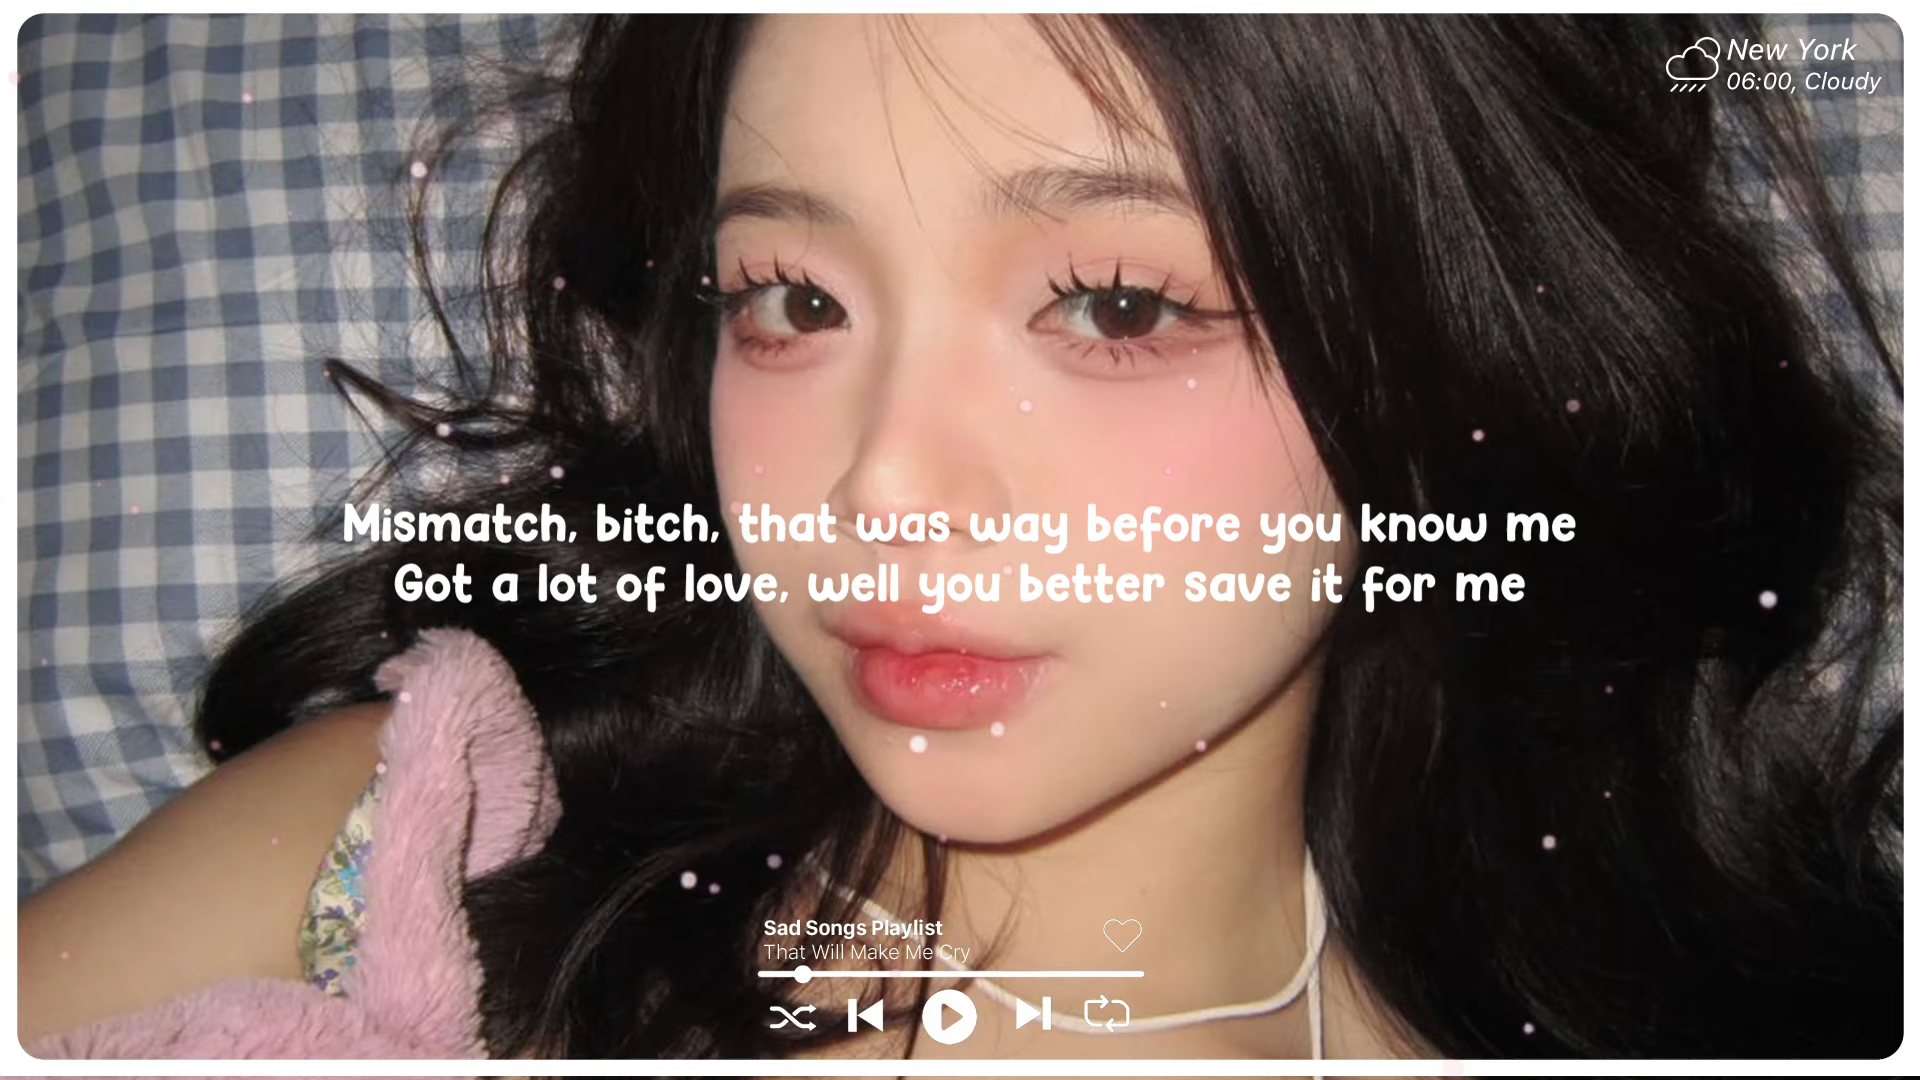 New York
06:00, Cloudy
Mismatch, bitch, that was way before you know me
Got a lot of love, well you better save it for me
Sad Songs Playlist
That Will Make Me Cry